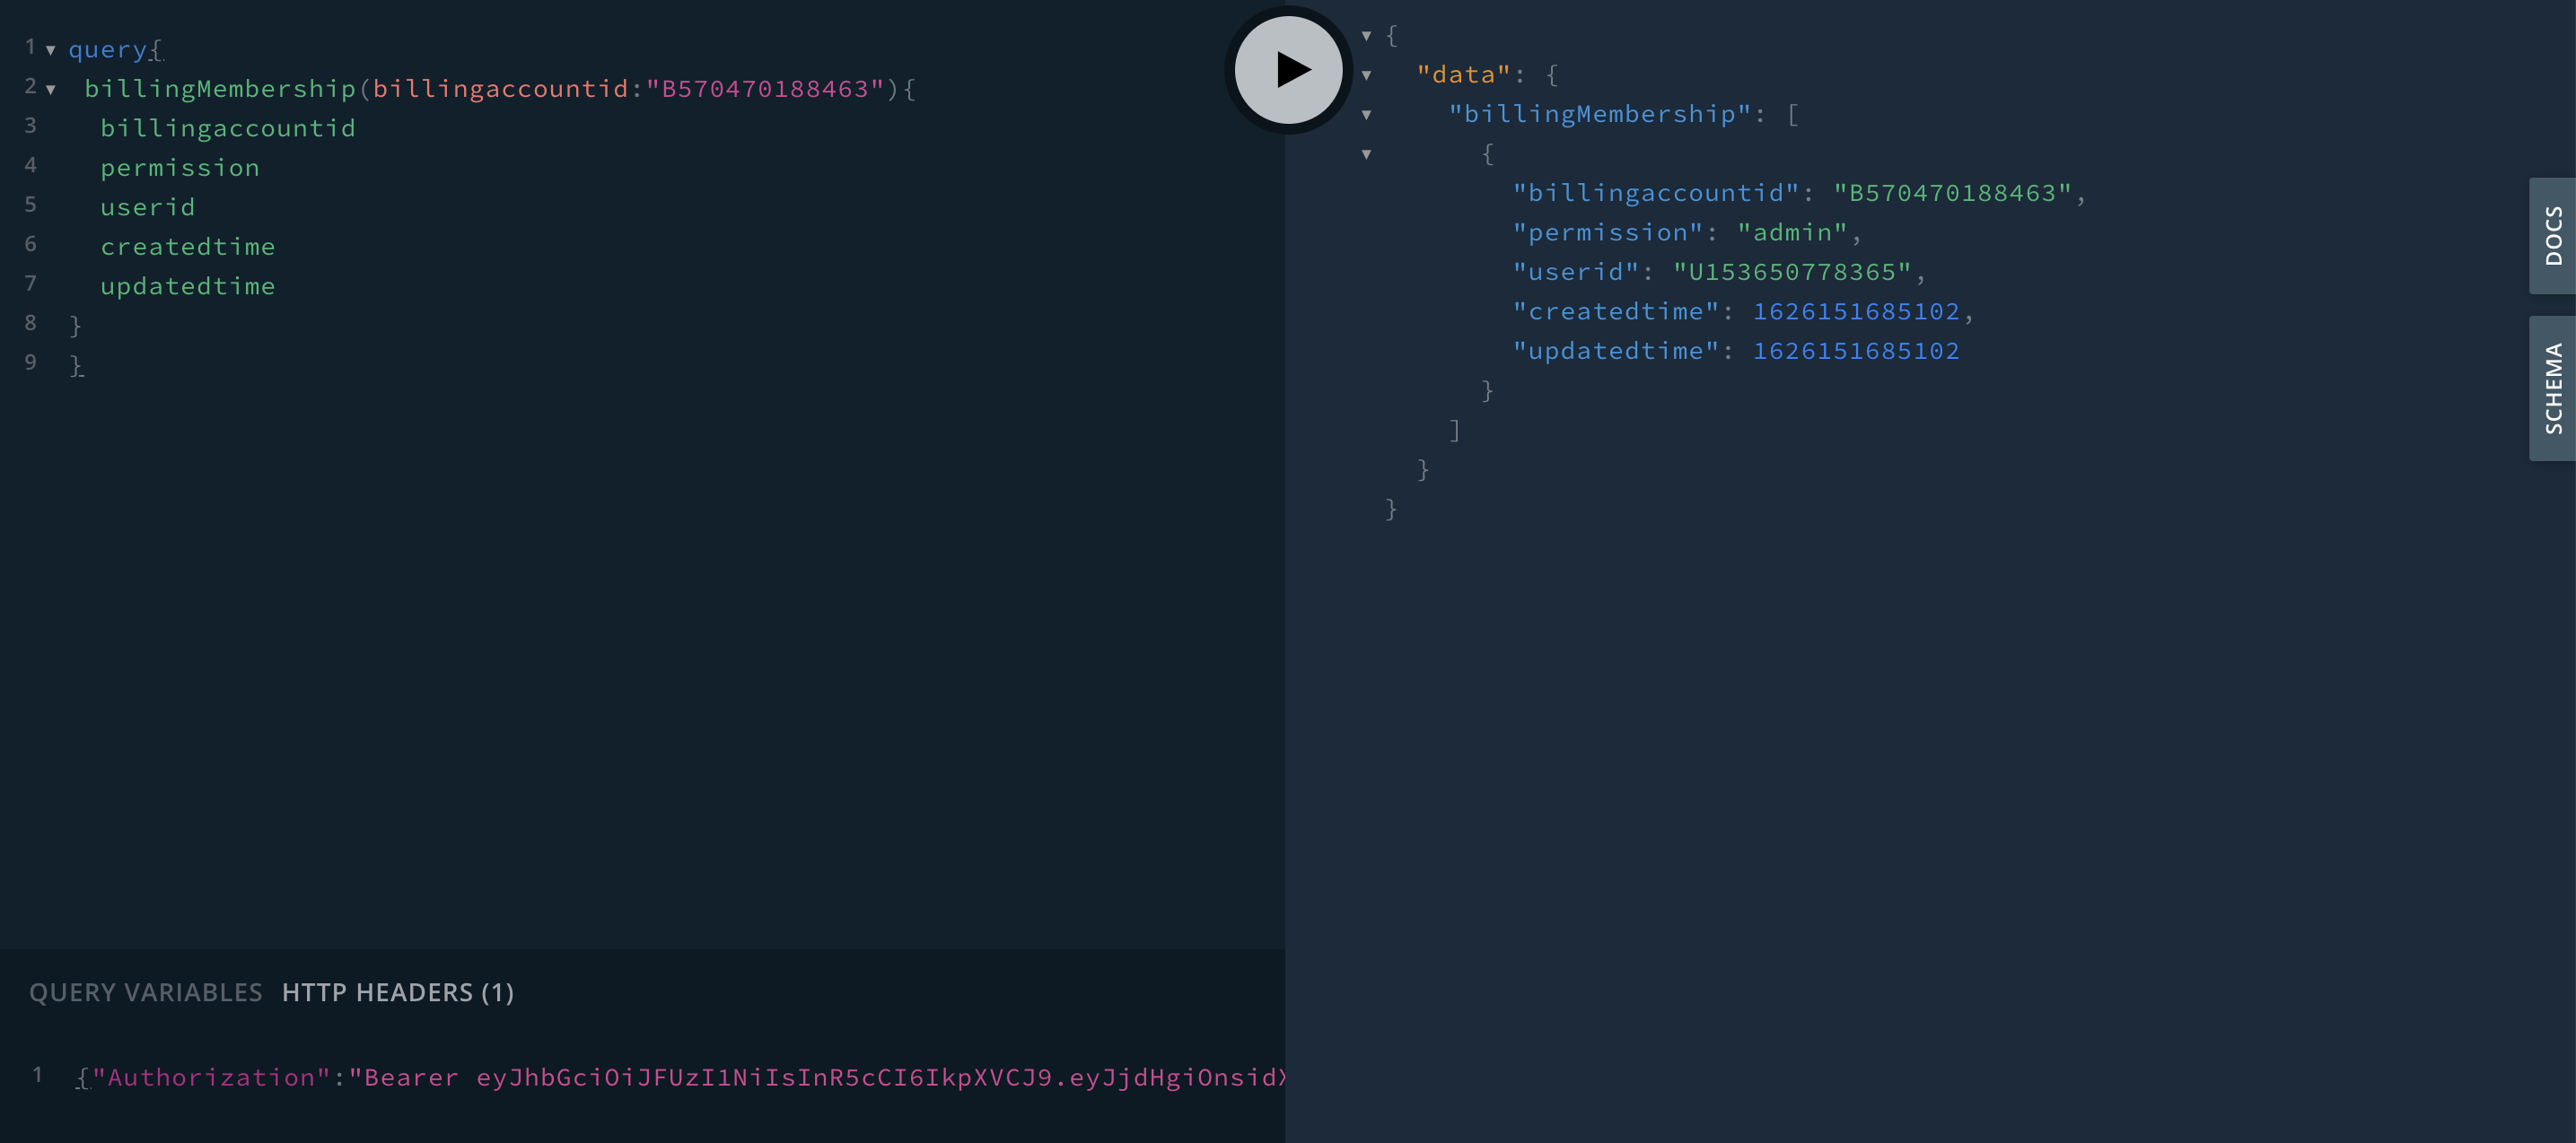 1 query{
2 billingMembership(billingaccountid:"B570470188463"){
3 billingaccountid
4 permission
5 userid
6 createdtime
7 updatedtime
8 }
9 }
QUERY VARIABLES HTTP HEADERS (1)
1 {"Authorization":"Bearer eyJhbGciOiJFUzI1NiIsInR5cCI6IkpXVCJ9.eyJjdHgiOnsidX
{
"data": {
"billingMembership": [
{
"billingaccountid": "B570470188463",
"permission": "admin",
"userid": "U153650778365",
"createdtime": 1626151685102,
"updatedtime": 1626151685102
}
]
}
}
DOCS
SCHEMA